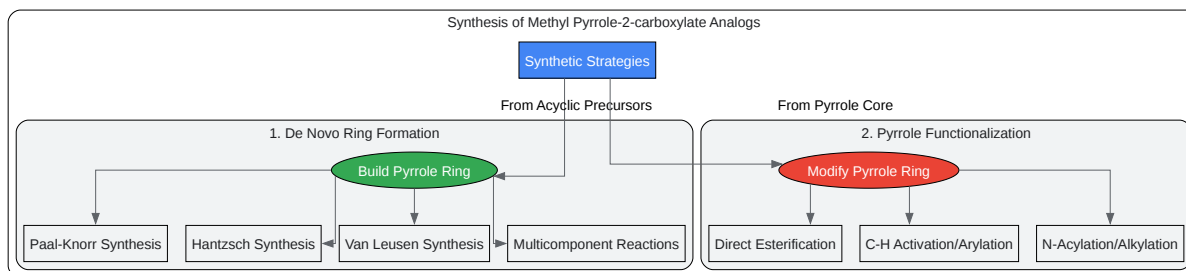 Synthesis of Methyl Pyrrole-2-carboxylate Analogs
Synthetic Strategies
From Acyclic Precursors
From Pyrrole Core
1. De Novo Ring Formation
2. Pyrrole Functionalization
Build Pyrrole Ring
Modify Pyrrole Ring
Paal-Knorr Synthesis
Hantzsch Synthesis
Van Leusen Synthesis
Multicomponent Reactions
Direct Esterification
C-H Activation/Arylation
N-Acylation/Alkylation